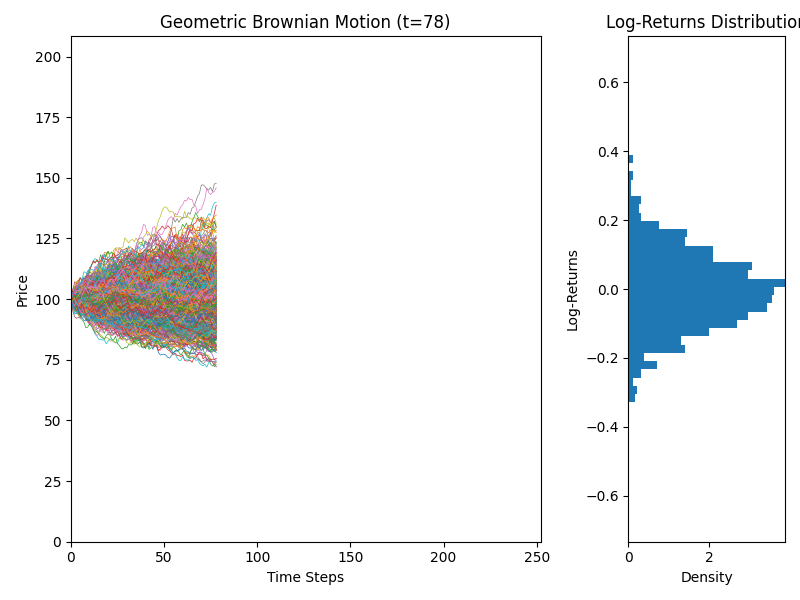 Geometric Brownian Motion (t=78)
Price
200
175
150
125
100
75
50
25
0
0 50 100 150 200 250
Time Steps
Log-Returns Distribution
Log-Returns
0.6
0.4
0.2
0.0
−0.2
−0.4
−0.6
0 2
Density